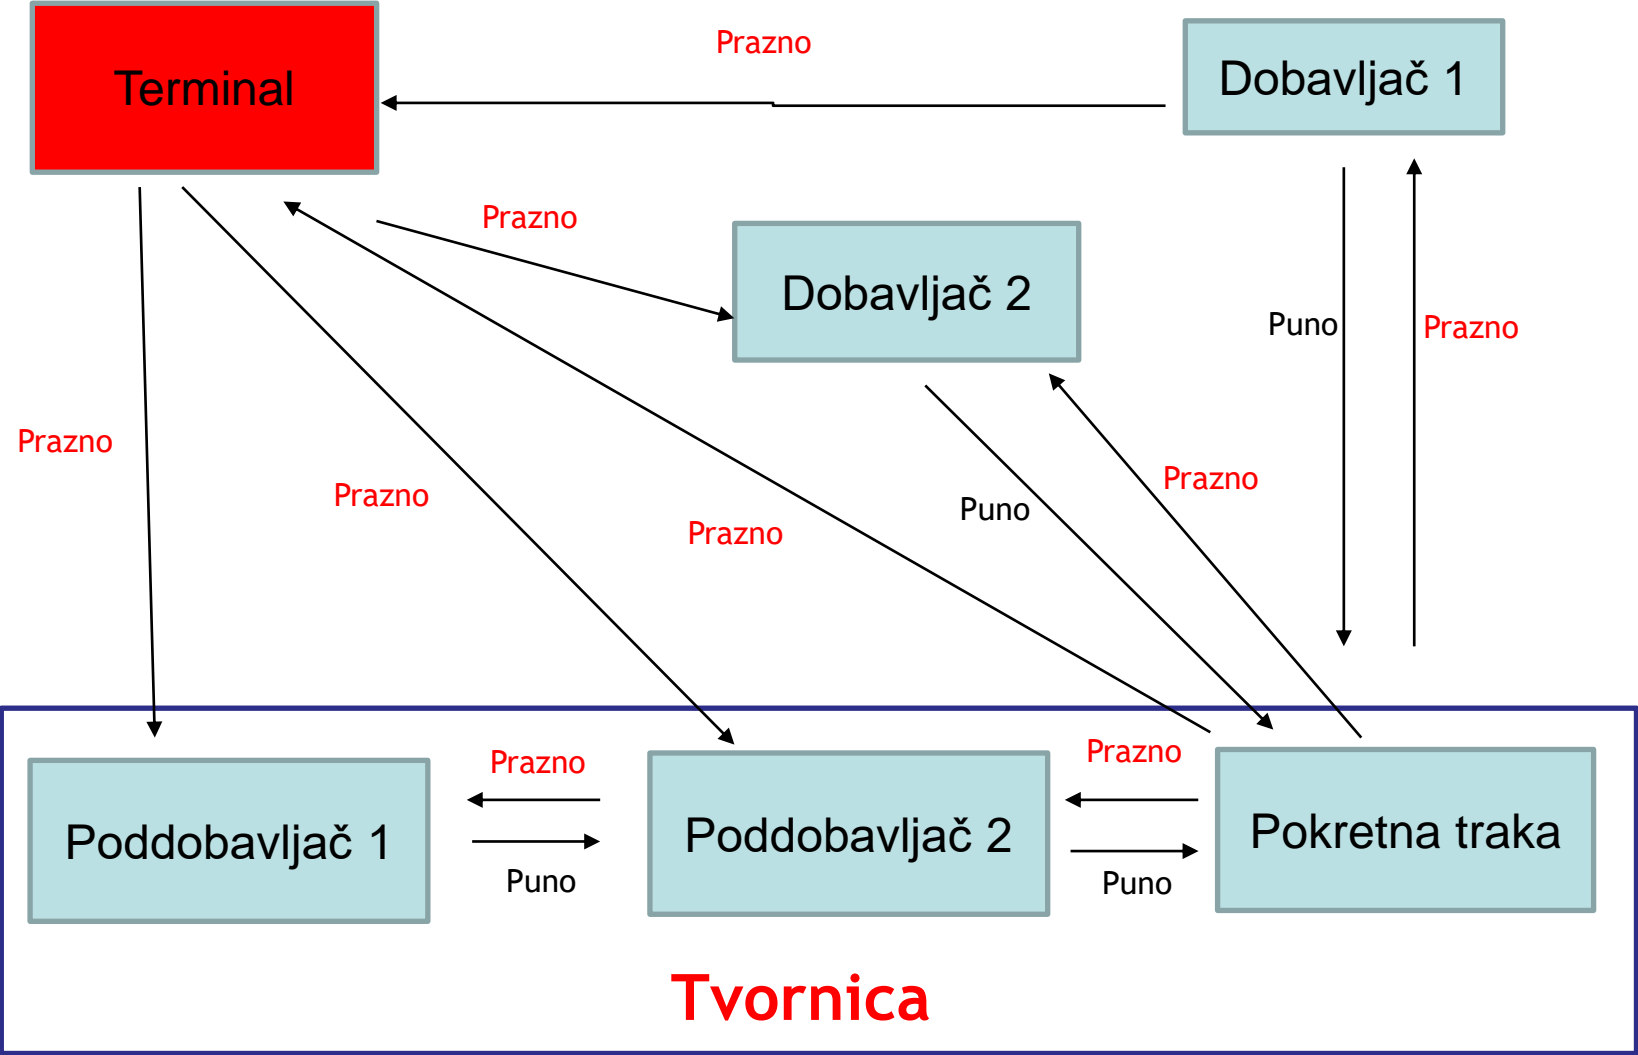 Prazno
Terminal
Dobavljač 1
Prazno
Dobavljač 2
Puno
Prazno
Prazno
Prazno
Prazno
Puno
Prazno
Prazno
Prazno
Poddobavljač 1
Poddobavljač 2
Pokretna traka
Puno
Puno
Tvornica